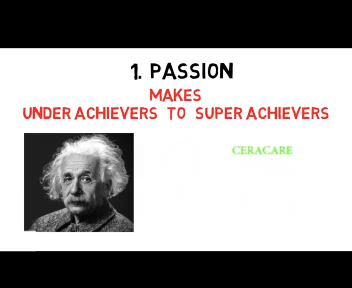 1. PASSION
MAKES
UNDER ACHIEVERS TO SUPER ACHIEVERS
CERACARE